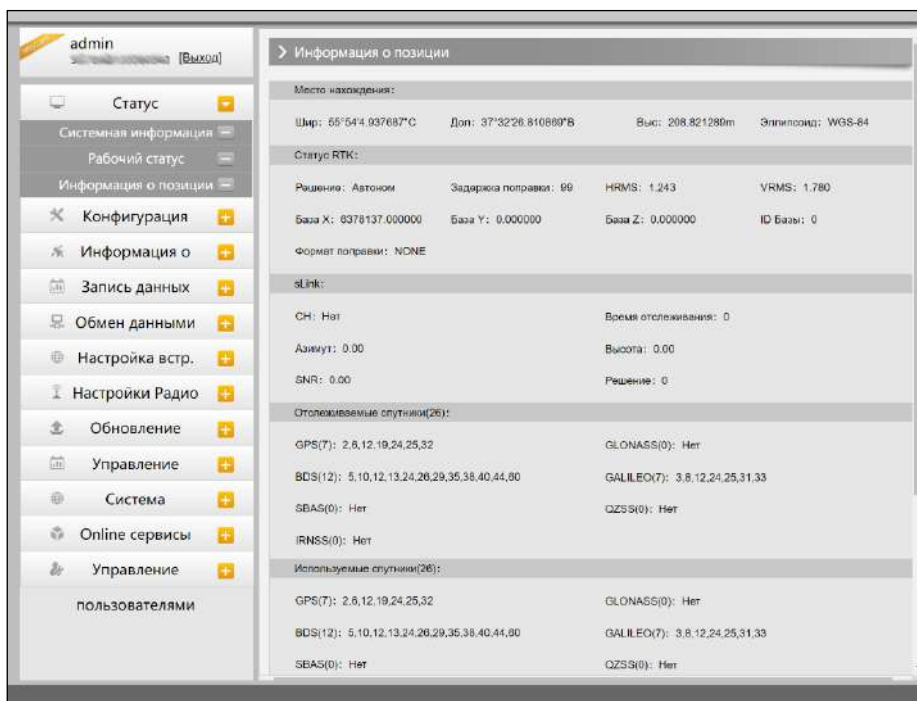 admin
[Выход]
Статус
Системная информация
Рабочий статус
Информация о позиции
Конфигурация
Информация о
Запись данных
Обмен данными
Настройка встр.
Настройки Радио
Обновление
Управление
Система
Online сервисы
Управление
пользователями
Информация о позиции
Место нахождения:
Шир: 55°54'4.937687"С Дол: 37°32'26.810869"В Выс: 208.821289m Эллипсоид: WGS-84
Статус RTK:
Решение: Автоном Задержка поправки: 99 HRMS: 1.243 VRMS: 1.780
База X: 6378137.000000 База Y: 0.000000 База Z: 0.000000 ID Базы: 0
Формат поправки: NONE
sLink:
CH: Нет Время отслеживания: 0
Азимут: 0.00 Высота: 0.00
SNR: 0.00 Решение: 0
Отслеживаемые спутники(26):
GPS(7): 2,6,12,19,24,25,32 GLONASS(0): Нет
BDS(12): 5,10,12,13,24,26,29,35,38,40,44,60 GALILEO(7): 3,8,12,24,25,31,33
SBAS(0): Нет QZSS(0): Нет
IRNSS(0): Нет
Используемые спутники(26):
GPS(7): 2,6,12,19,24,25,32 GLONASS(0): Нет
BDS(12): 5,10,12,13,24,26,29,35,38,40,44,60 GALILEO(7): 3,8,12,24,25,31,33
SBAS(0): Нет QZSS(0): Нет